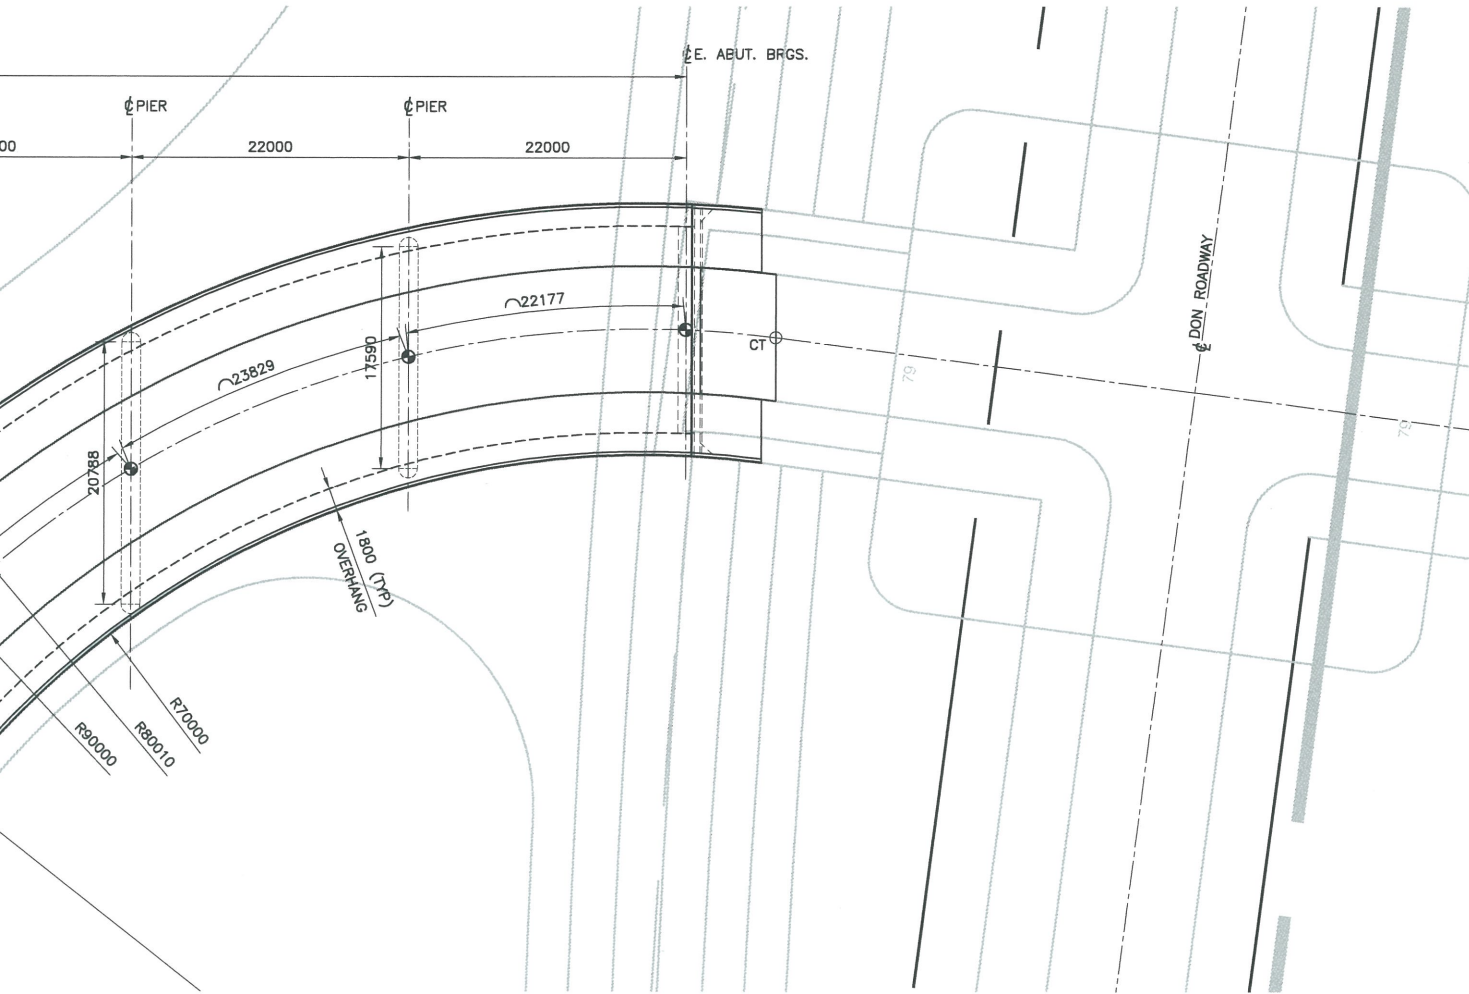 ℄ E. ABUT. BRGS.
℄ PIER
℄ PIER
00
22000
22000
22177
23829
17590
20788
CT
℄ DON ROADWAY
79
79
1800 (TYP)
OVERHANG
R70000
R80010
R90000